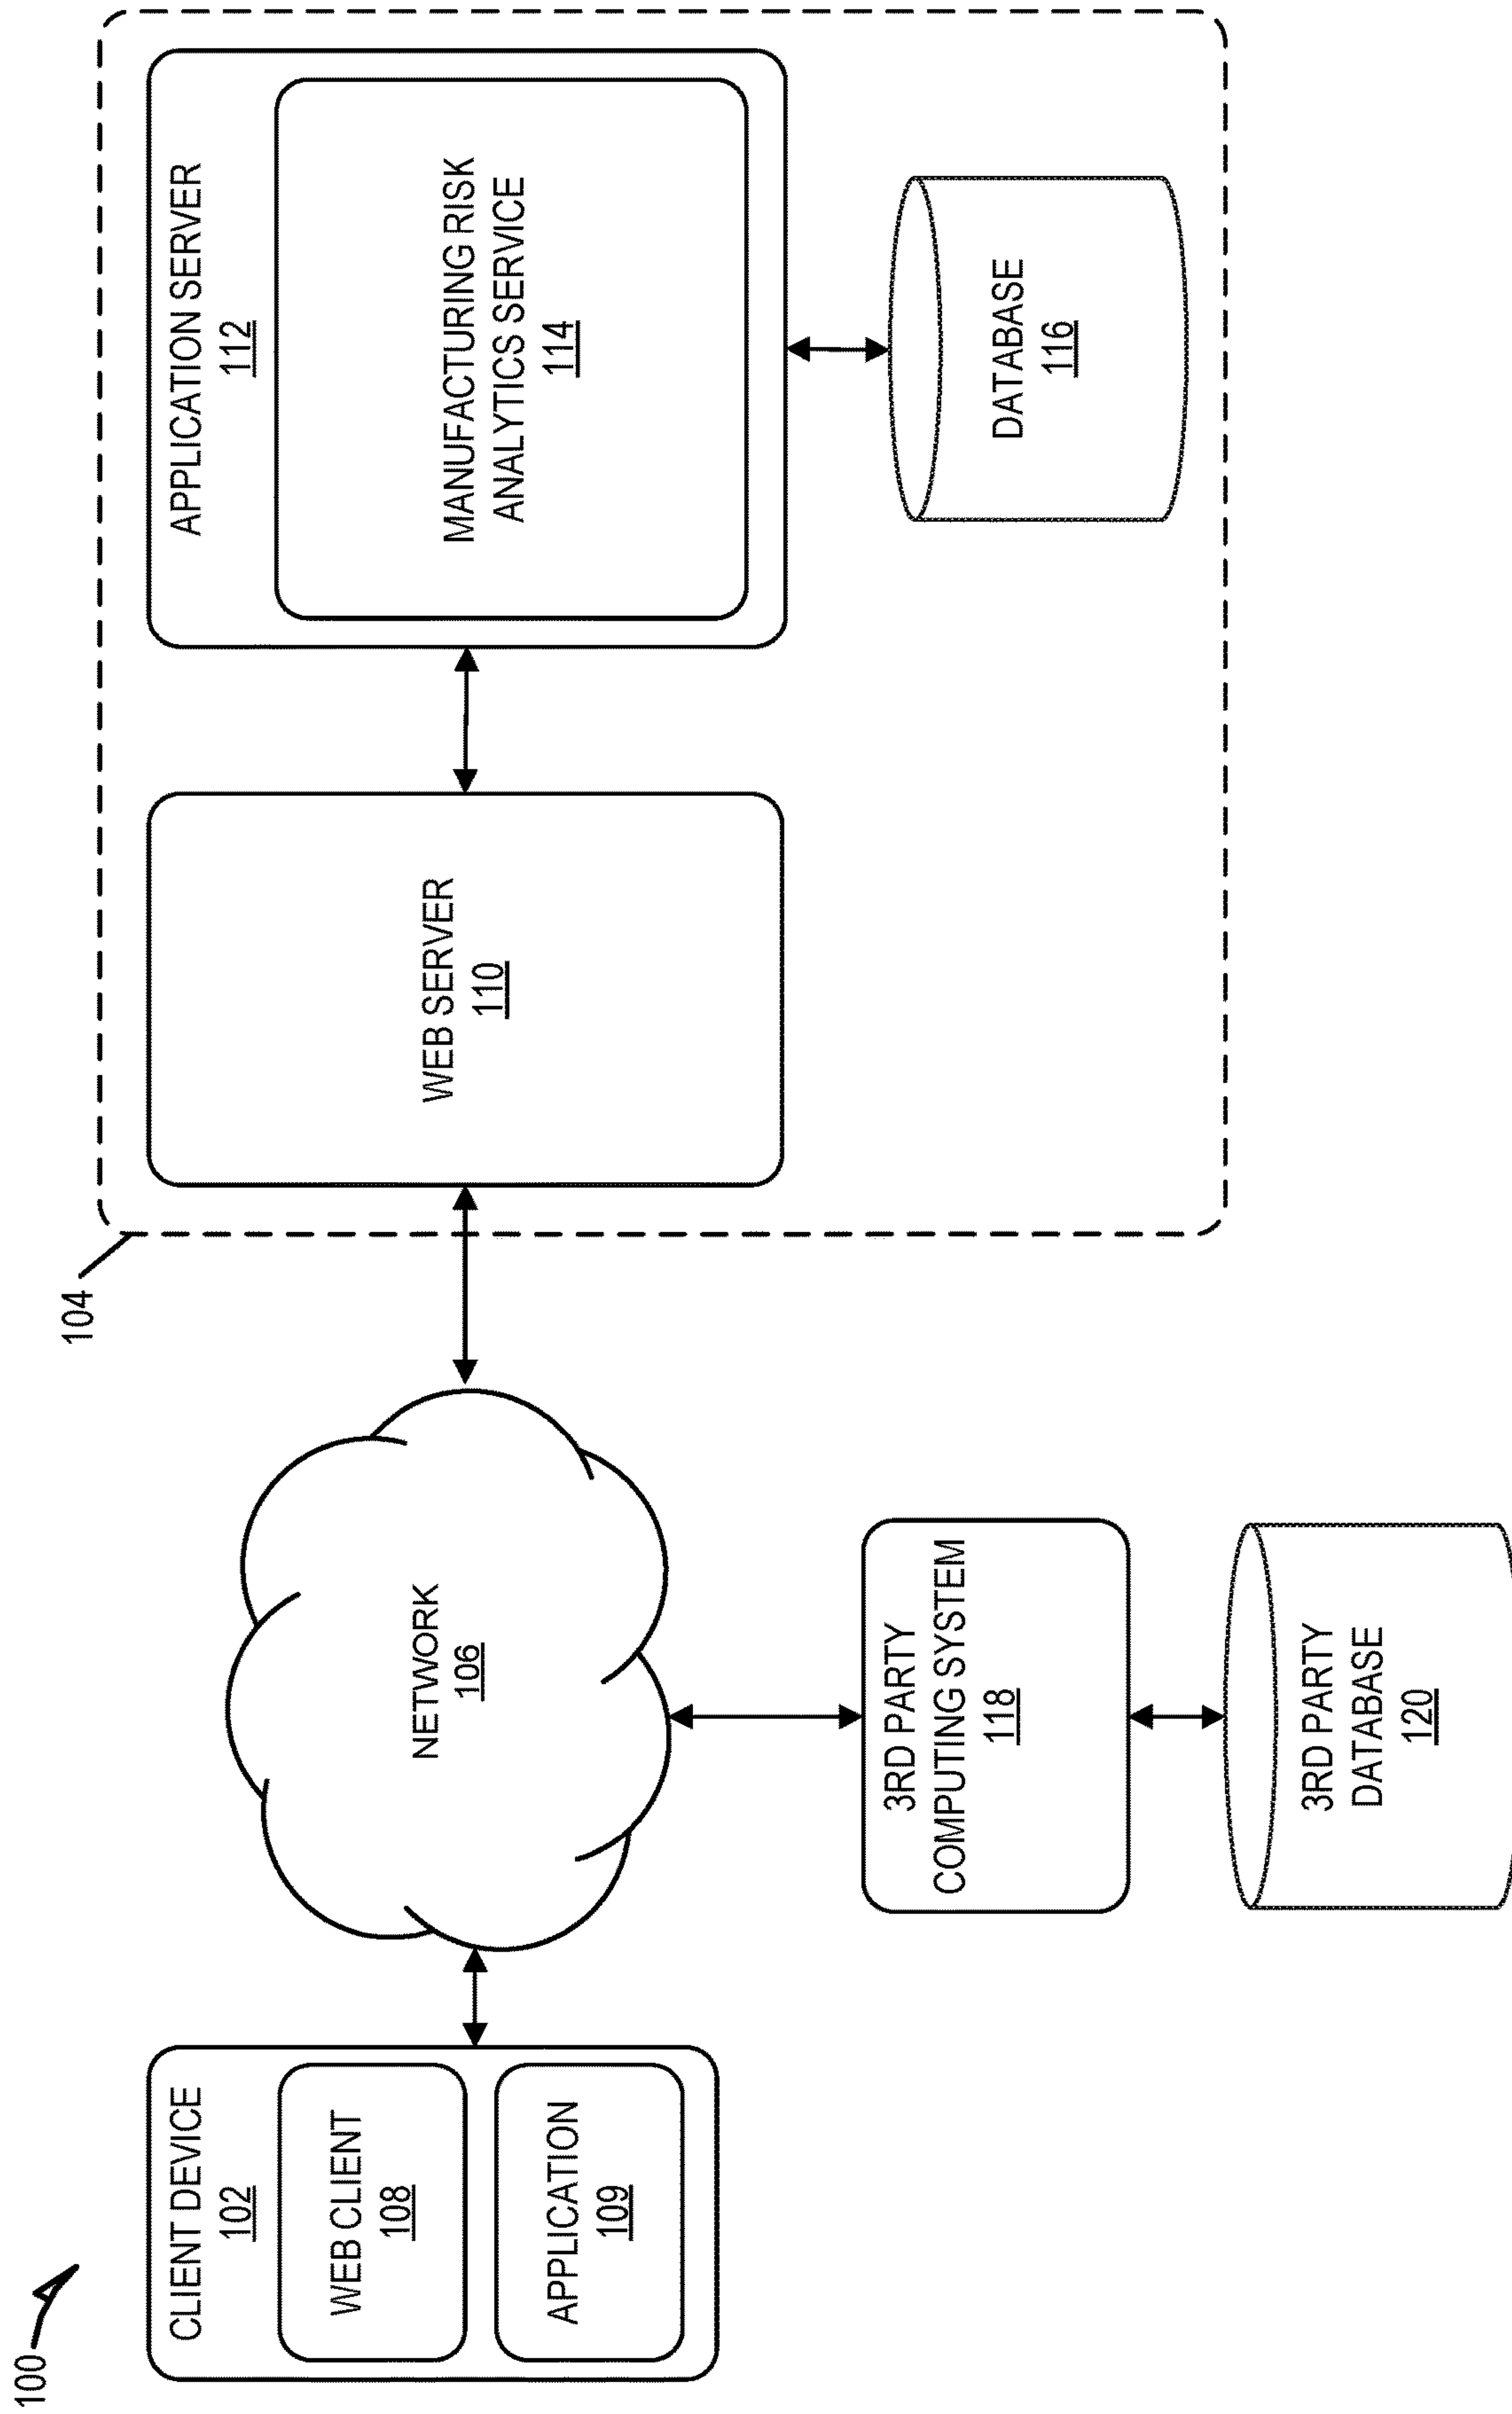 100
CLIENT DEVICE
102
WEB CLIENT
108
APPLICATION
109
NETWORK
106
3RD PARTY
COMPUTING SYSTEM
118
3RD PARTY
DATABASE
120
104
WEB SERVER
110
APPLICATION SERVER
112
MANUFACTURING RISK
ANALYTICS SERVICE
114
DATABASE
116